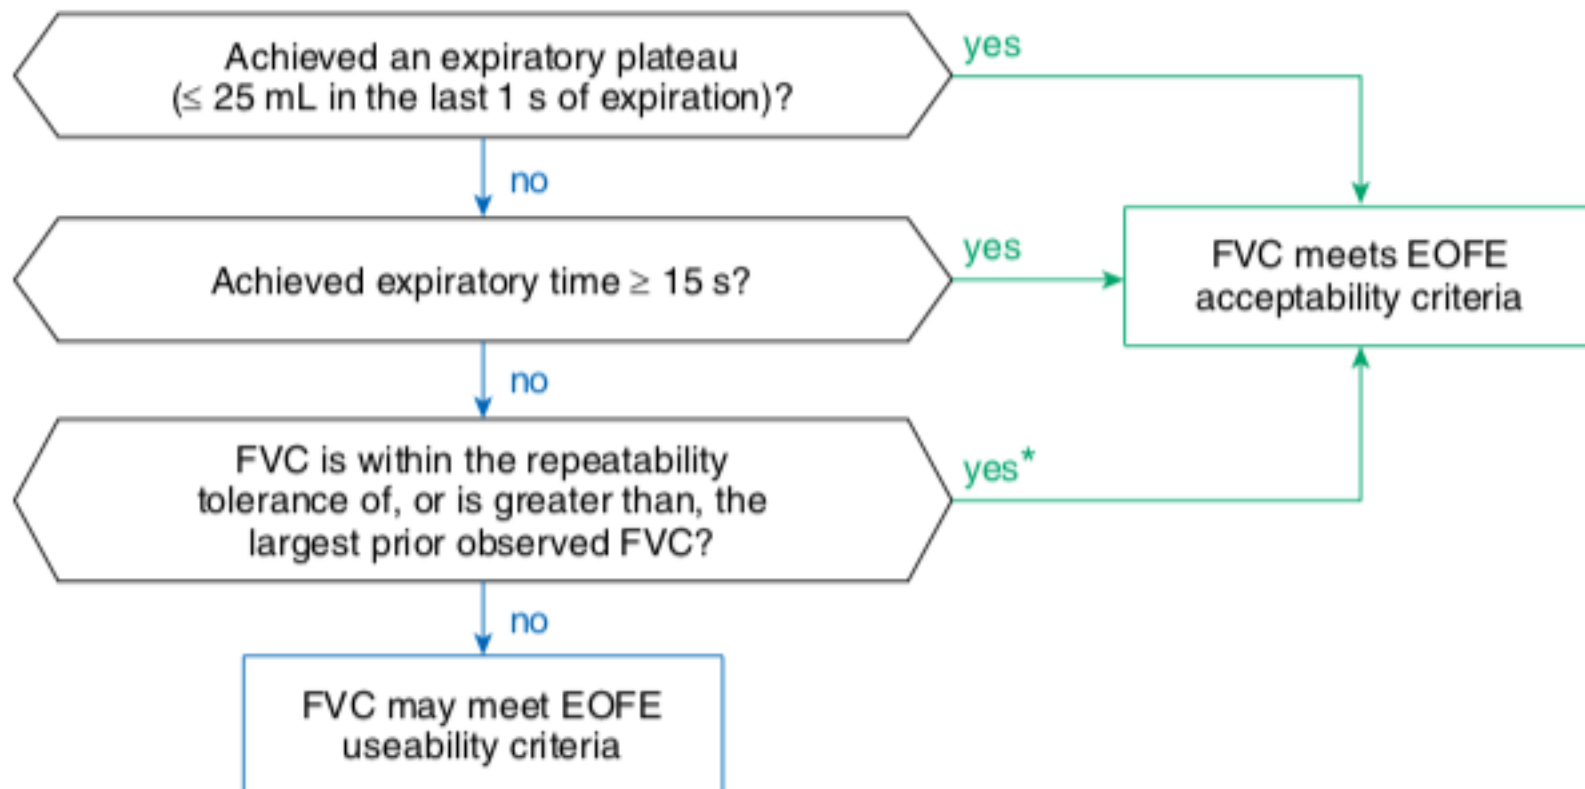 Achieved an expiratory plateau
(≤ 25 mL in the last 1 s of expiration)?
yes
no
Achieved expiratory time ≥ 15 s?
yes
FVC meets EOFE
acceptability criteria
no
FVC is within the repeatability
tolerance of, or is greater than, the
largest prior observed FVC?
yes*
no
FVC may meet EOFE
useability criteria